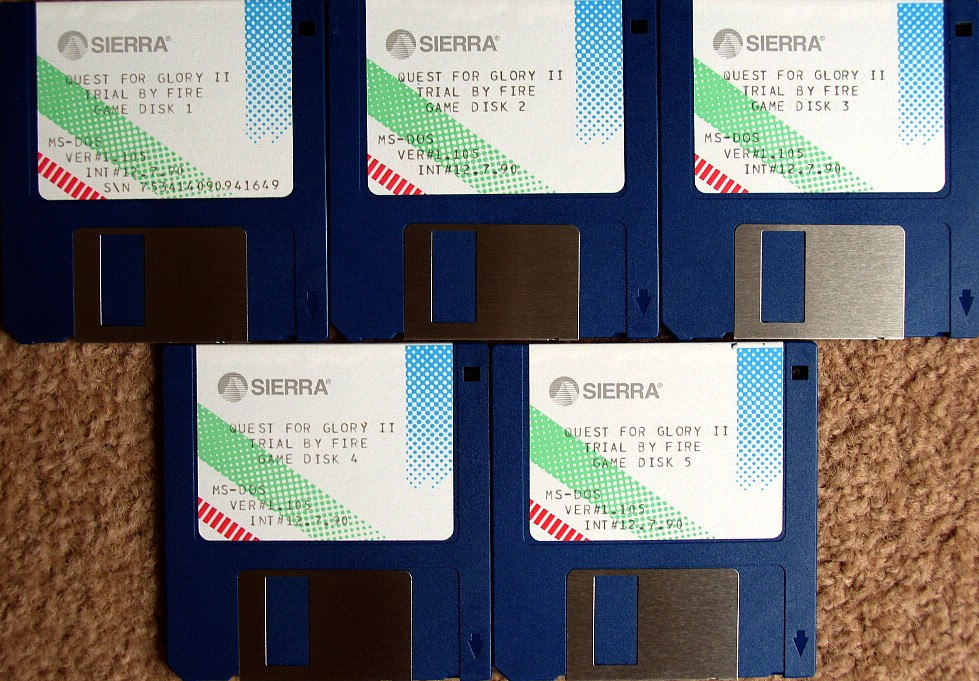 SIERRA®
QUEST FOR GLORY II
TRIAL BY FIRE
GAME DISK 1
MS-DOS
VER#1.105
INT#12.7.90
S\N 753414090941649
SIERRA®
QUEST FOR GLORY II
TRIAL BY FIRE
GAME DISK 2
MS-DOS
VER#1.105
INT#12.7.90
SIERRA®
QUEST FOR GLORY II
TRIAL BY FIRE
GAME DISK 3
MS-DOS
VER#1.105
INT#12.7.90
SIERRA®
QUEST FOR GLORY II
TRIAL BY FIRE
GAME DISK 4
MS-DOS
VER#1.105
INT#12.7.90
SIERRA®
QUEST FOR GLORY II
TRIAL BY FIRE
GAME DISK 5
MS-DOS
VER#1.105
INT#12.7.90